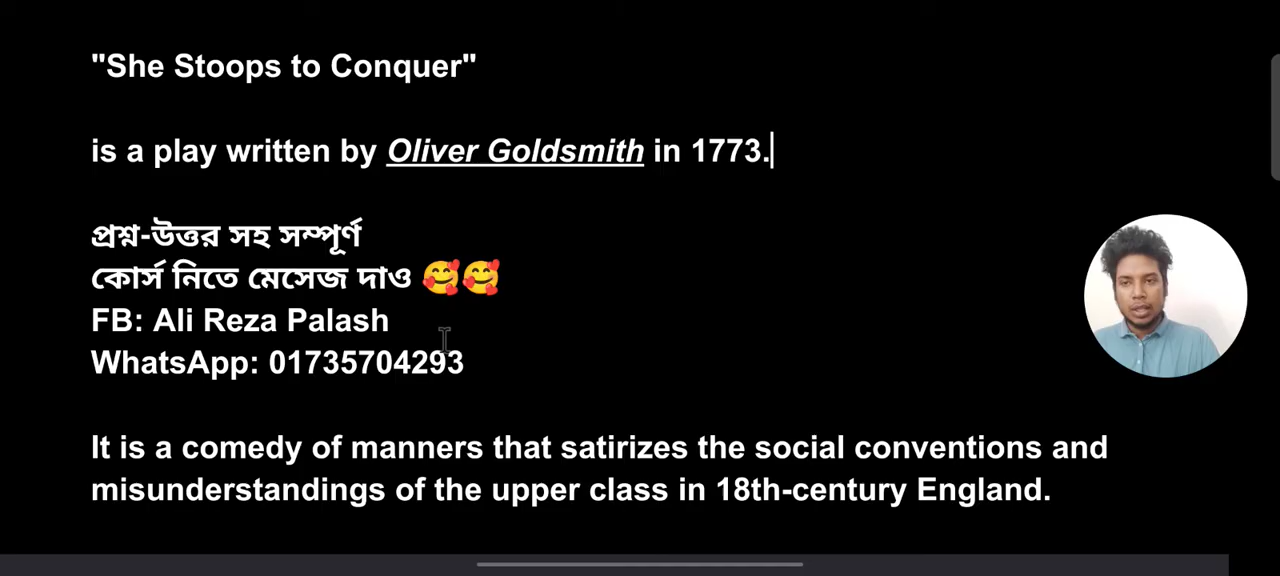 "She Stoops to Conquer"
is a play written by Oliver Goldsmith in 1773.
প্রশ্ন-উত্তর সহ সম্পূর্ণ
কোর্স নিতে মেসেজ দাও 🥰🥰
FB: Ali Reza Palash
WhatsApp: 01735704293
It is a comedy of manners that satirizes the social conventions and
misunderstandings of the upper class in 18th-century England.